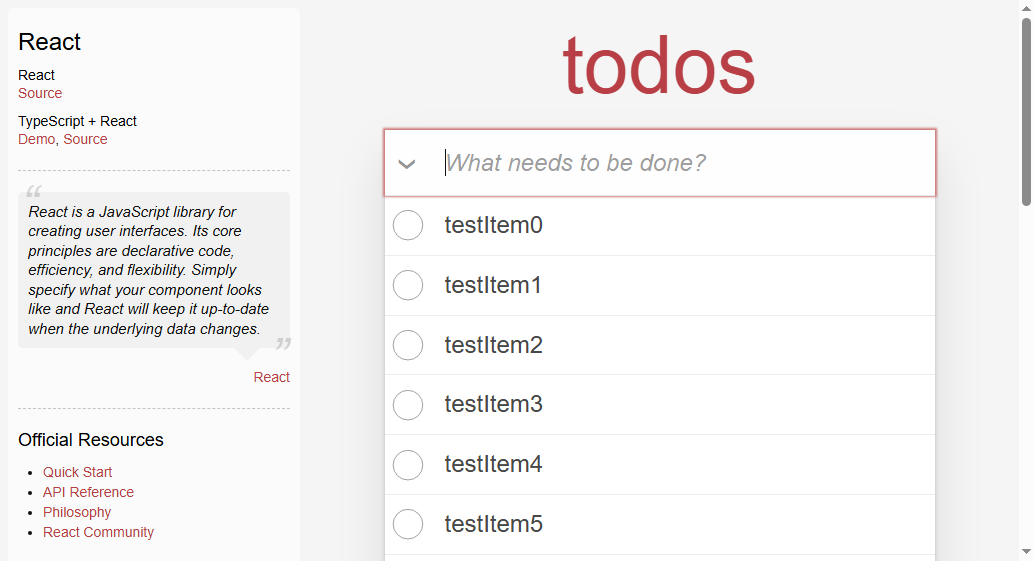 React
React
Source
TypeScript + React
Demo, Source
“
React is a JavaScript library for
creating user interfaces. Its core
principles are declarative code,
efficiency, and flexibility. Simply
specify what your component looks
like and React will keep it up-to-date
when the underlying data changes.
”
React
Official Resources
Quick Start
API Reference
Philosophy
React Community
todos
What needs to be done?
testItem0
testItem1
testItem2
testItem3
testItem4
testItem5